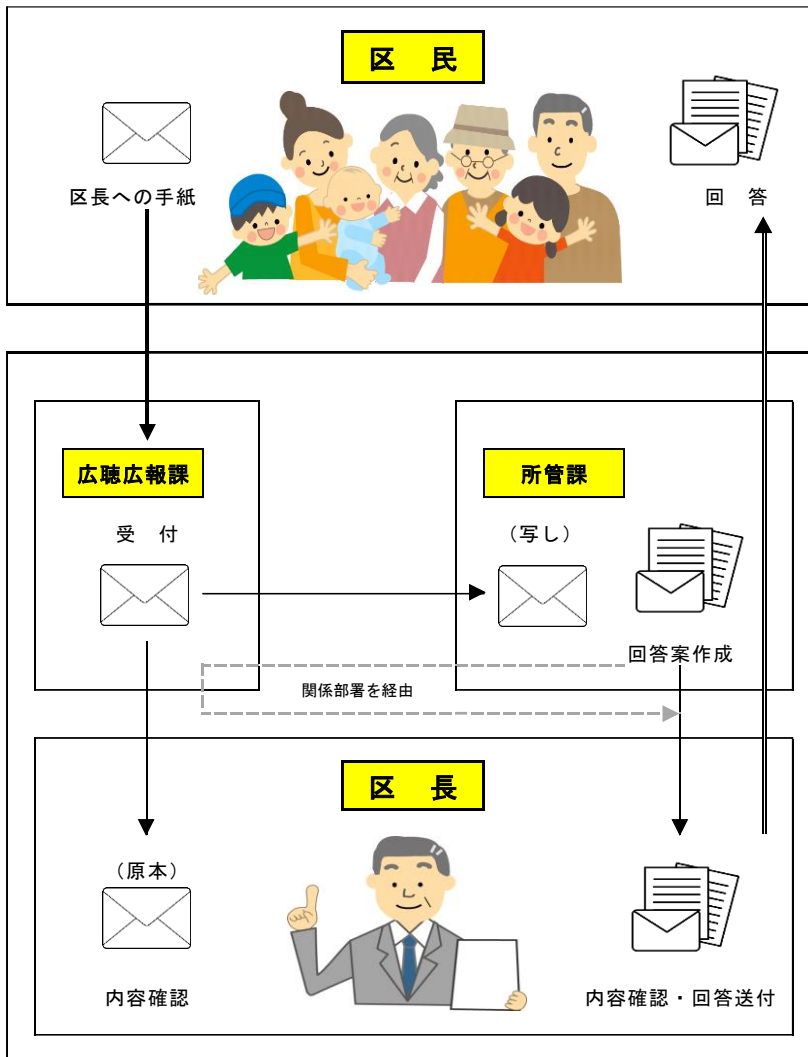 区　民
区長への手紙
回　答
広聴広報課
所管課
受　付
（写し）
回答案作成
関係部署を経由
区　長
（原本）
内容確認
内容確認・回答送付